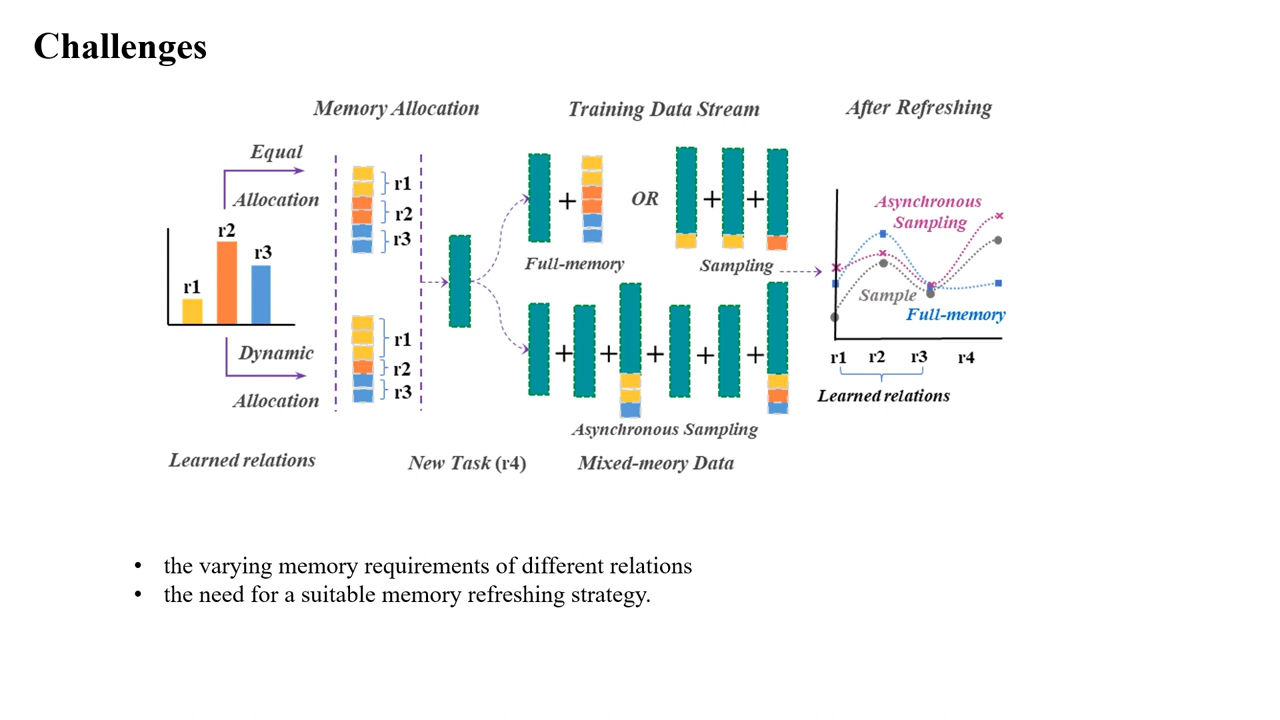 Challenges
Memory Allocation
Training Data Stream
After Refreshing
Equal
Allocation
r1
r2
r3
r1
r2
r3
Dynamic
Allocation
r1
r2
r3
Learned relations
New Task (r4)
OR
+
+
+
Full-memory
Sampling
+
+
+
+
+
Asynchronous Sampling
Mixed-meory Data
Asynchronous
Sampling
Sample
Full-memory
r1 r2 r3 r4
Learned relations
• the varying memory requirements of different relations
• the need for a suitable memory refreshing strategy.